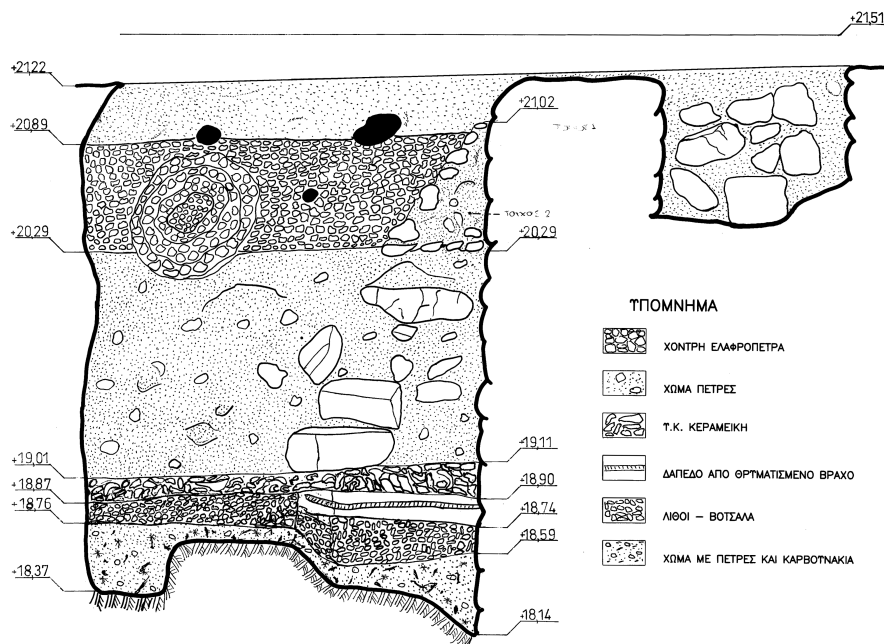 +21,51
+21,22
+21,02
+20,89
ΤΟΙΧΟΣ 2
+20,29
+20,29
ΥΠΟΜΝΗΜΑ
ΧΟΝΤΡΗ ΕΛΑΦΡΟΠΕΤΡΑ
ΧΩΜΑ ΠΕΤΡΕΣ
Τ.Κ. ΚΕΡΑΜΕΙΚΗ
ΔΑΠΕΔΟ ΑΠΟ ΘΡΥΜΑΤΙΣΜΕΝΟ ΒΡΑΧΟ
ΛΙΘΟΙ – ΒΟΤΣΑΛΑ
ΧΩΜΑ ΜΕ ΠΕΤΡΕΣ ΚΑΙ ΚΑΡΒΟΥΝΑΚΙΑ
+19,11
+19,01
+18,90
+18,87
+18,76
+18,74
+18,59
+18,37
+18,14